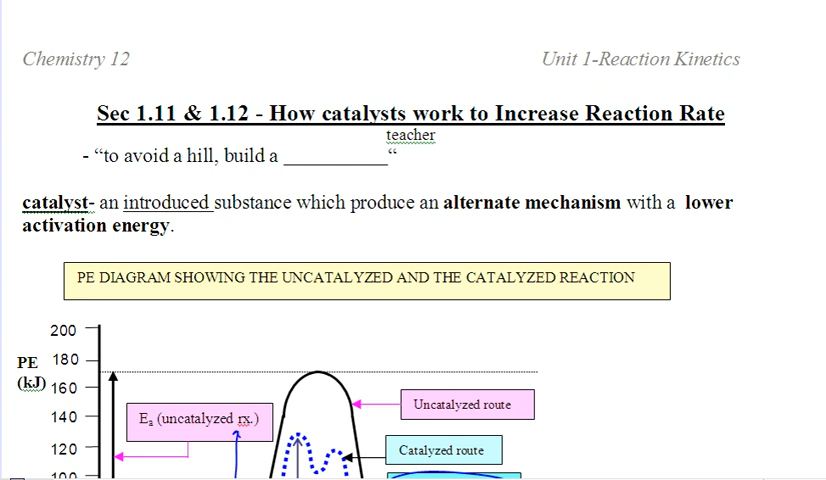 Chemistry 12 Unit 1-Reaction Kinetics
Sec 1.11 & 1.12 - How catalysts work to Increase Reaction Rate
teacher
- “to avoid a hill, build a __________“
catalyst- an introduced substance which produce an alternate mechanism with a lower
activation energy.
PE DIAGRAM SHOWING THE UNCATALYZED AND THE CATALYZED REACTION
200
PE 180
(kJ) 160
Uncatalyzed route
140
Ea (uncatalyzed rx.)
120
Catalyzed route
100